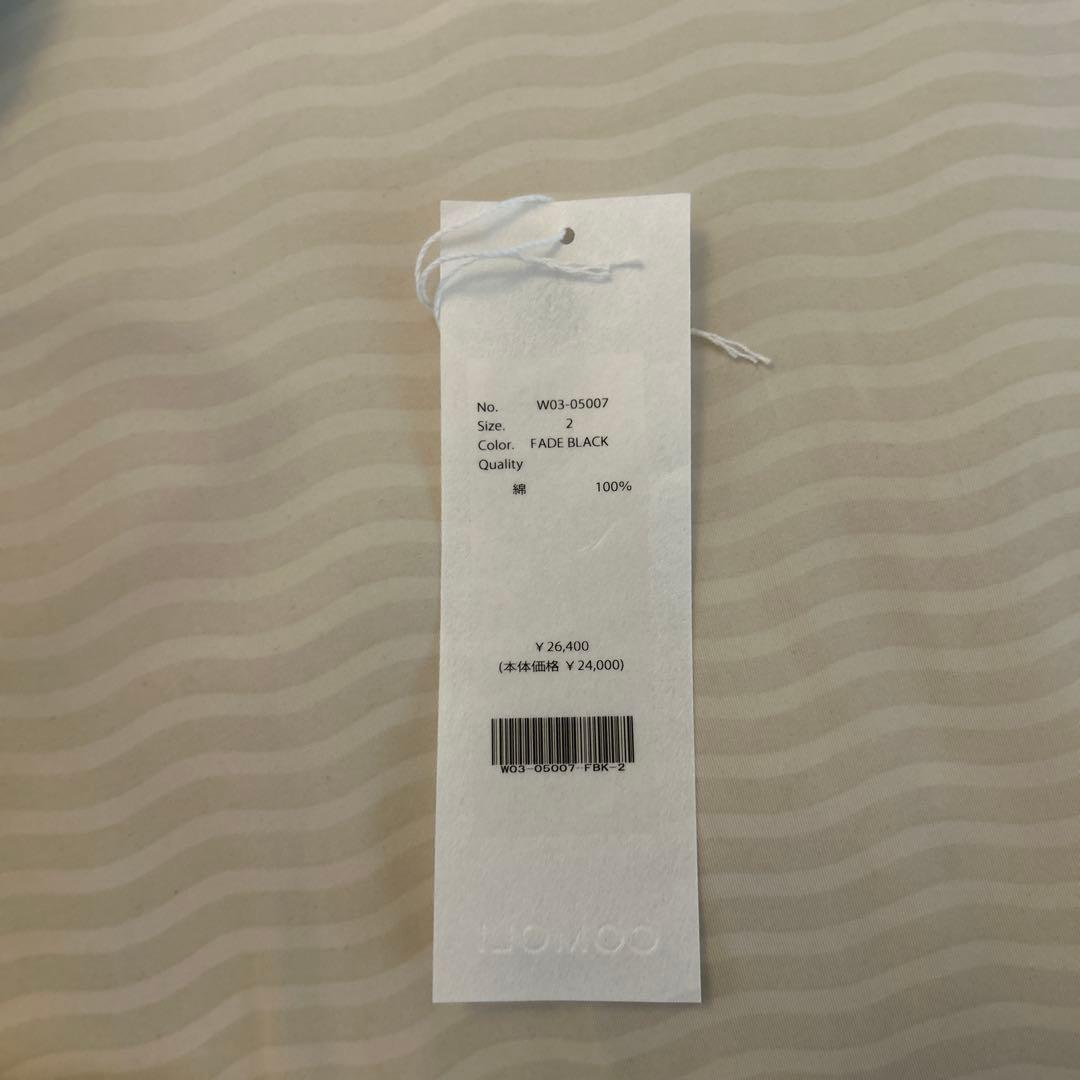 No. W03-05007
Size. 2
Color. FADE BLACK
Quality
綿 100%
¥26,400
(本体価格 ¥24,000)
W03-05007-FBK-2
COMOLI